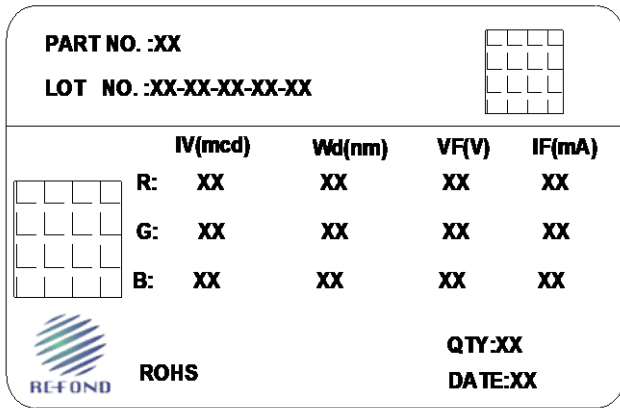 PART NO. :XX
LOT NO. :XX-XX-XX-XX-XX
IV(mcd) Wd(nm) VF(V) IF(mA)
R: XX XX XX XX
G: XX XX XX XX
B: XX XX XX XX
REFOND
ROHS
QTY:XX
DATE:XX